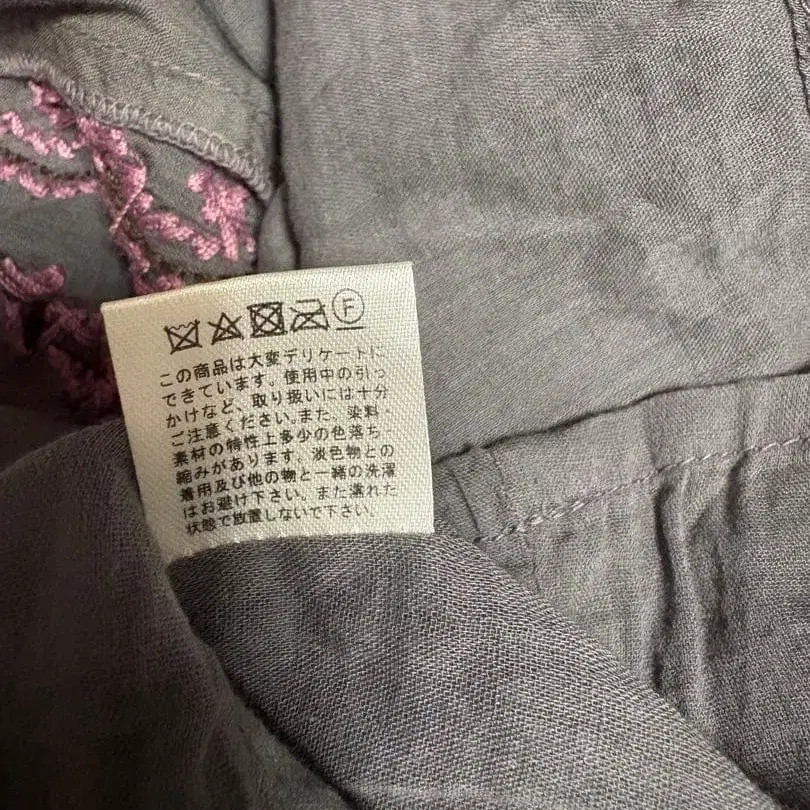 F
この商品は大変デリケートに
できています。使用中の引っ
かけなど、取り扱いには十分
ご注意ください。また、染料・
素材の特性上多少の色落ち・
縮みがあります、淡色物との
着用及び他の物と一緒の洗濯
はお避け下さい。また濡れた
状態で放置しないで下さい。